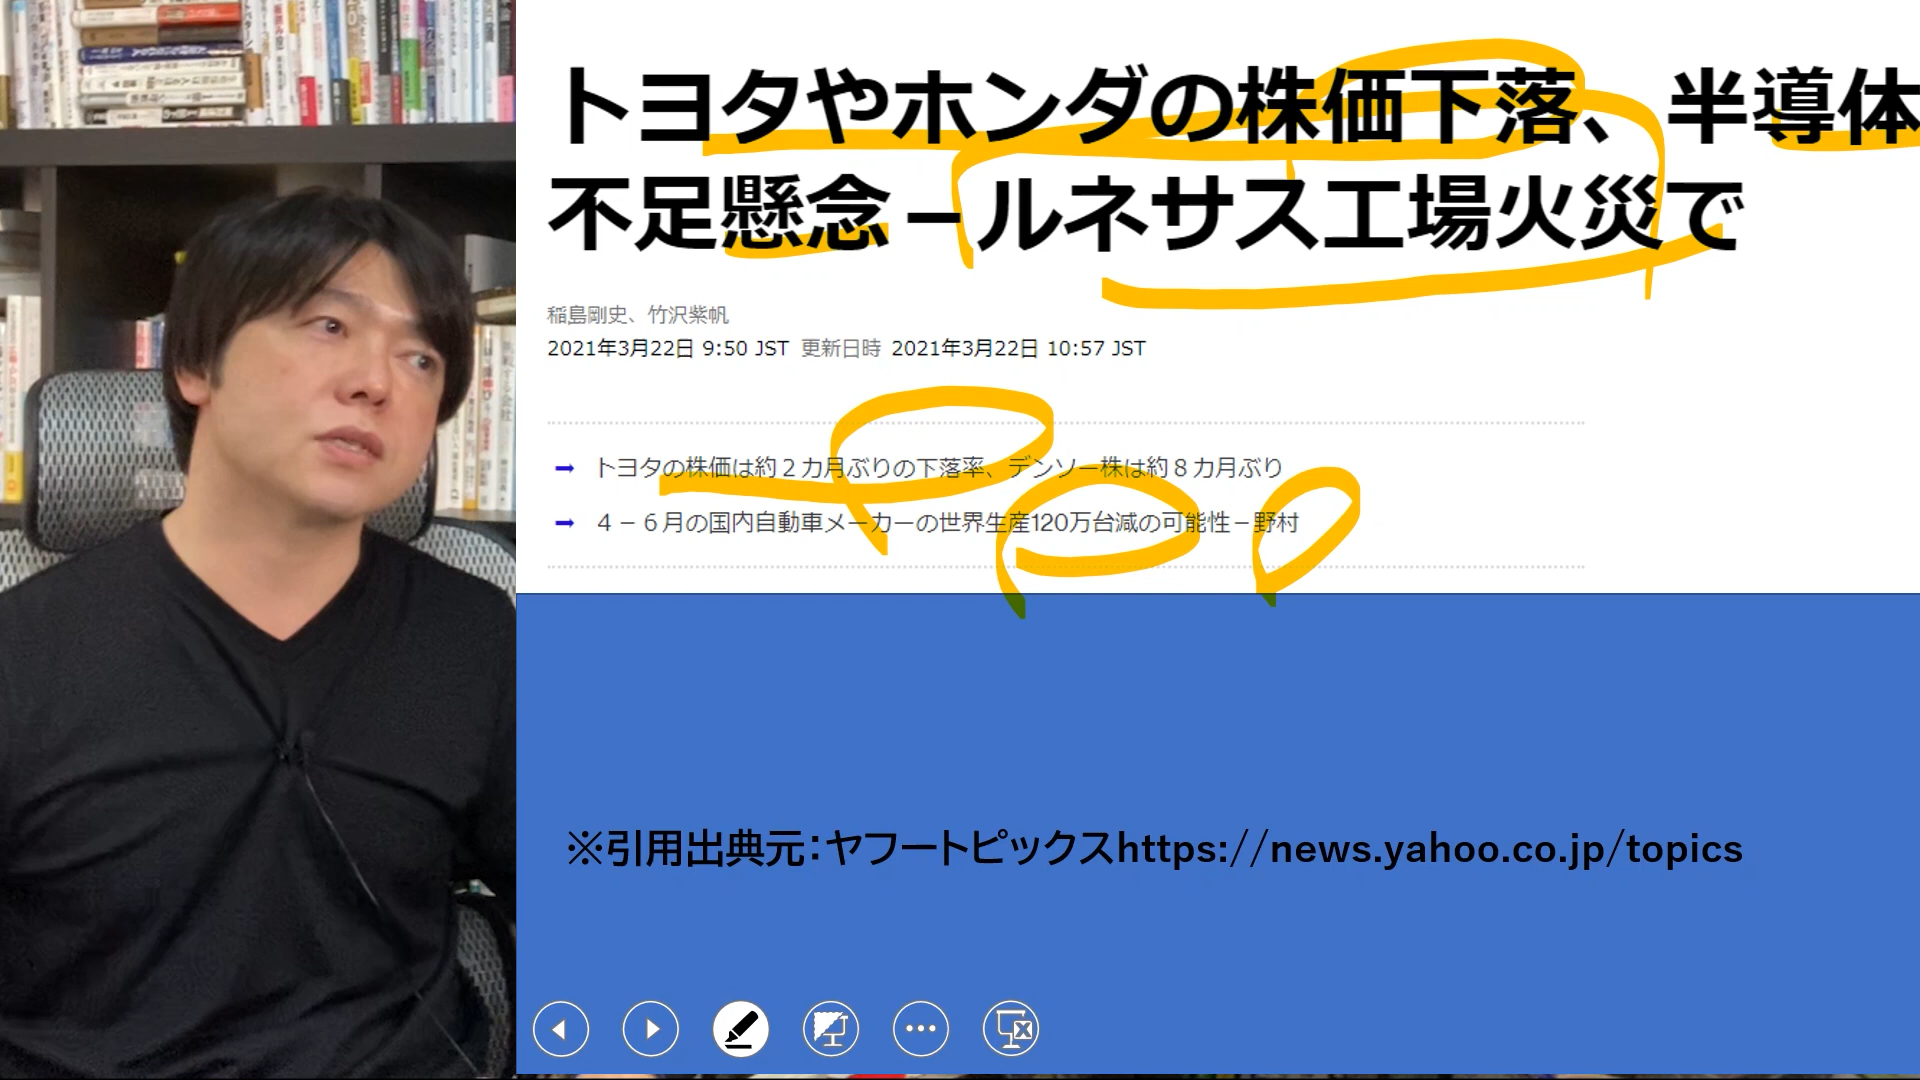 トヨタやホンダの株価下落、半導体
不足懸念－ルネサス工場火災で
稲島剛史、竹沢紫帆
2021年3月22日 9:50 JST 更新日時 2021年3月22日 10:57 JST
➡ トヨタの株価は約２カ月ぶりの下落率、デンソー株は約８カ月ぶり
➡ ４－６月の国内自動車メーカーの世界生産120万台減の可能性－野村
※引用出典元：ヤフートピックスhttps://news.yahoo.co.jp/topics